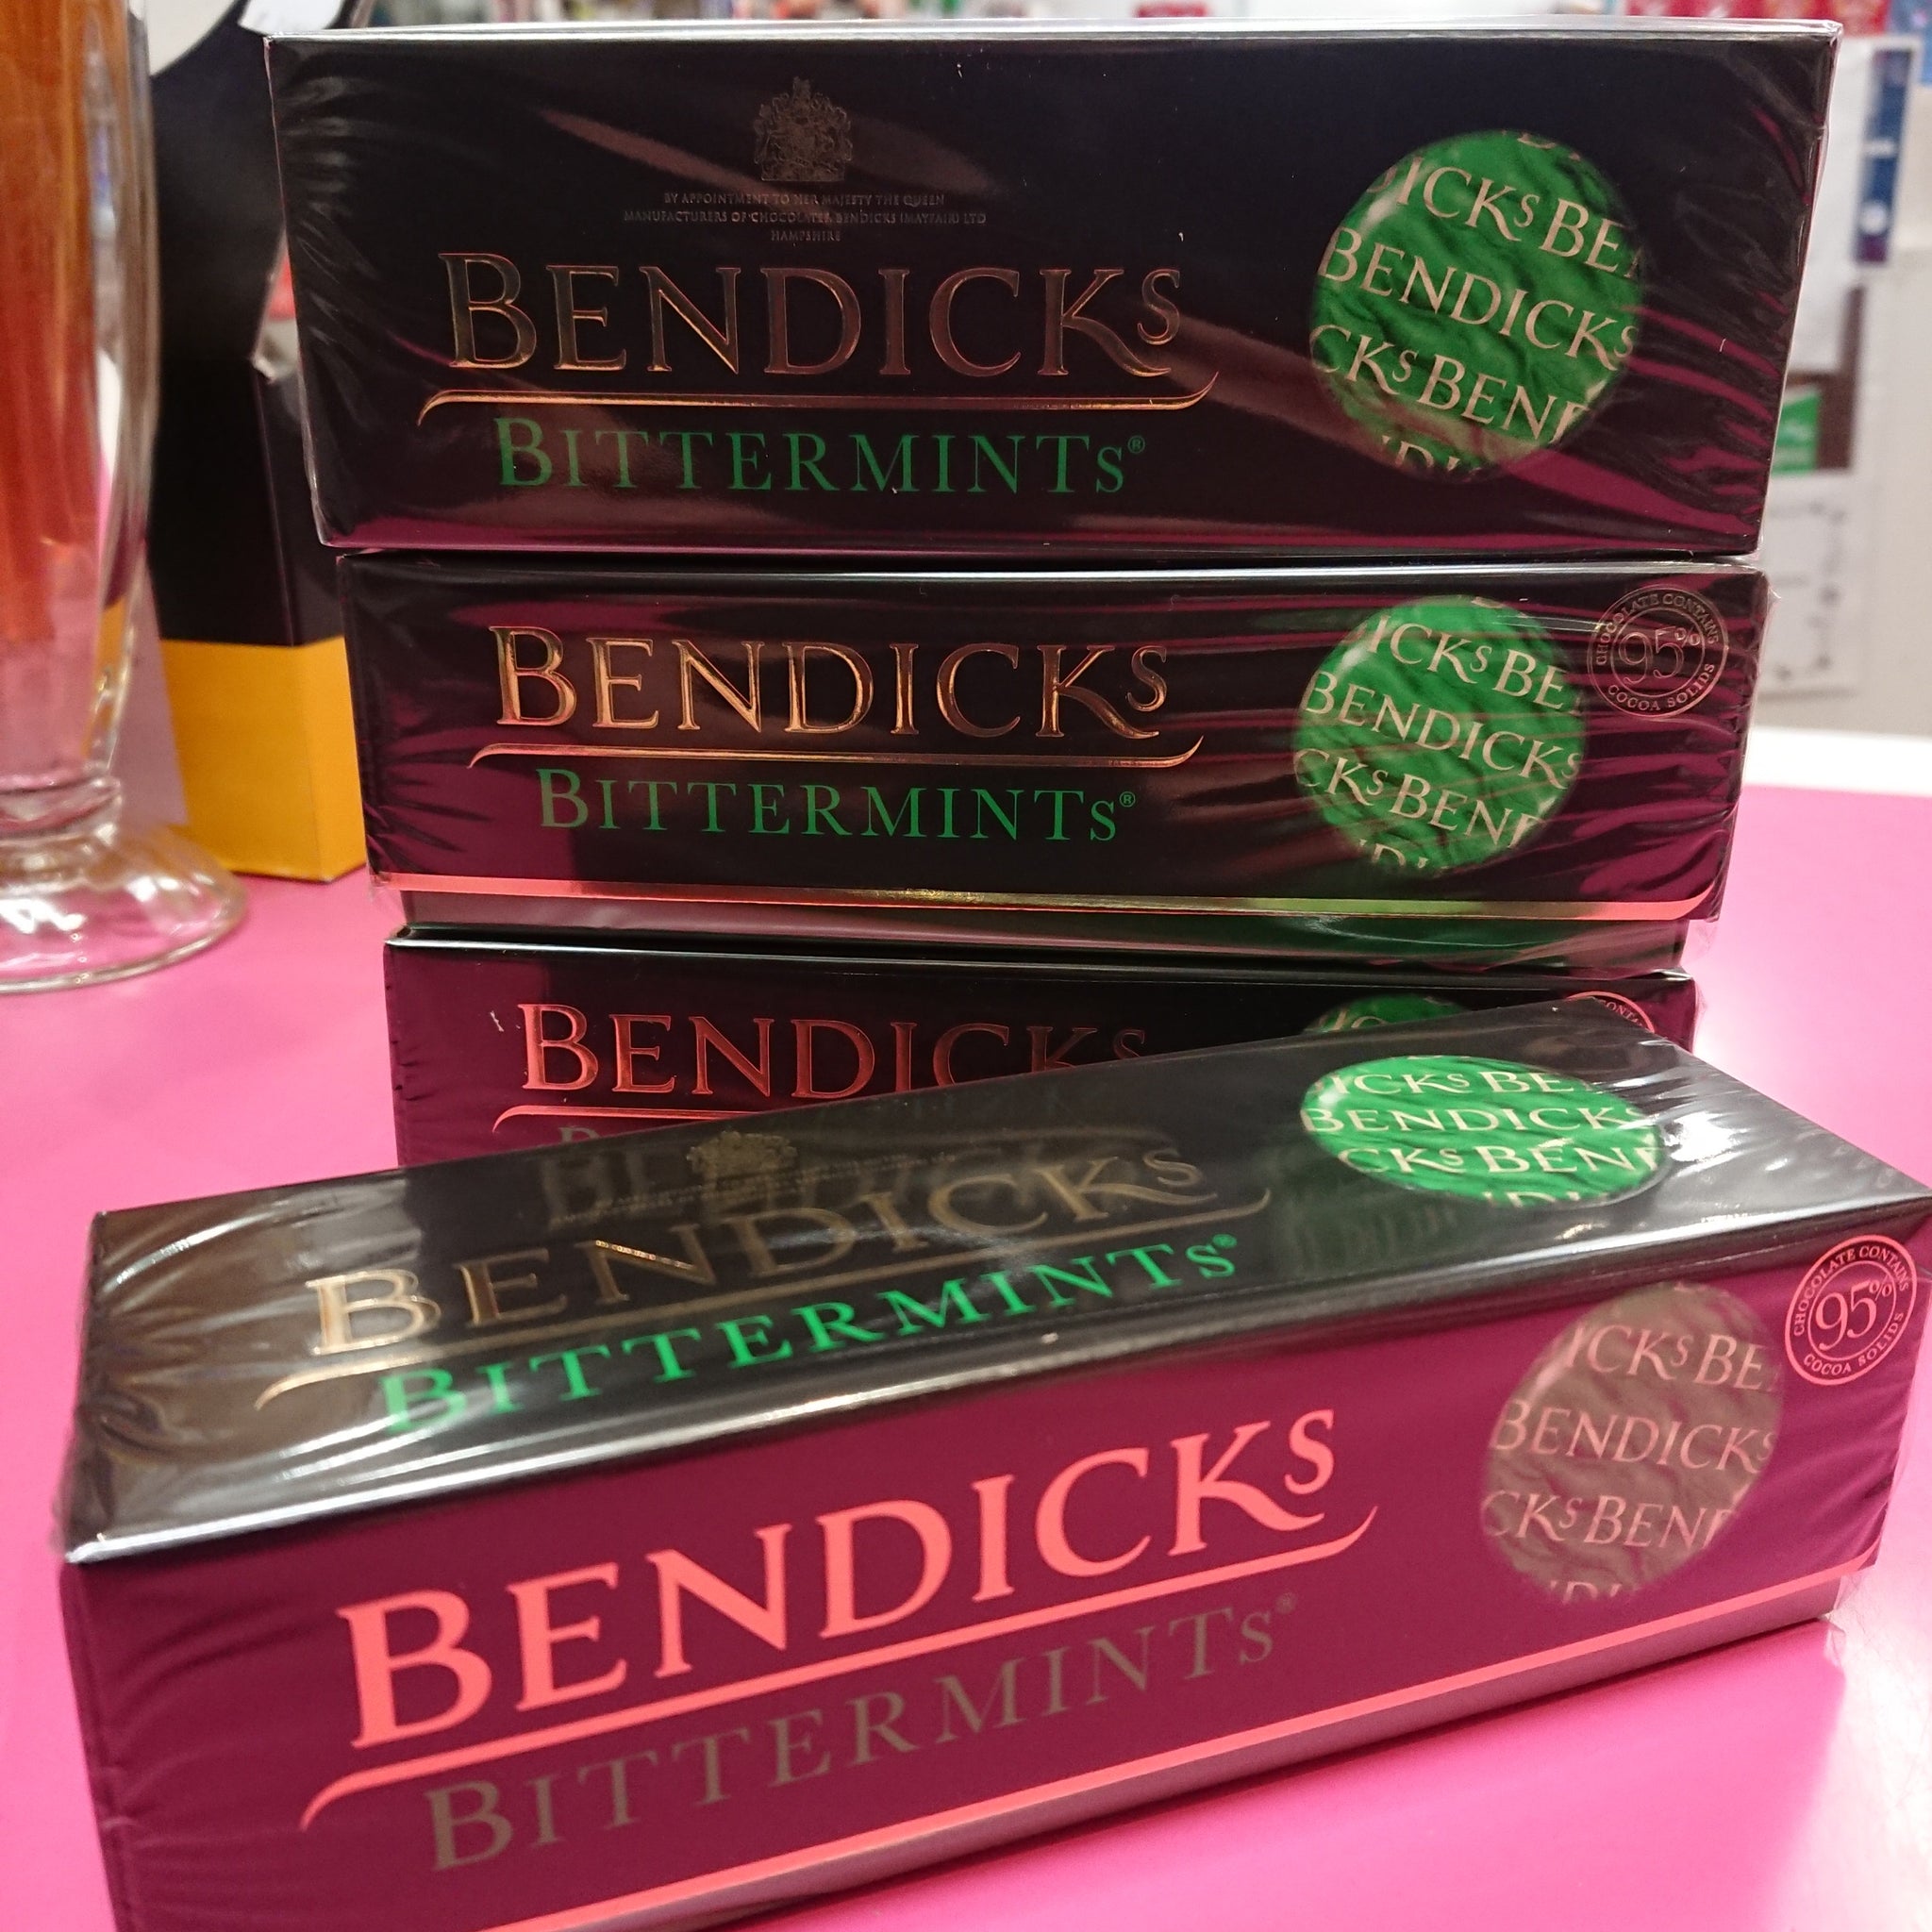 BY APPOINTMENT TO HER MAJESTY THE QUEEN
MANUFACTURERS OF CHOCOLATES, BENDICKS (MAYFAIR) LTD
HAMPSHIRE
BENDICKS
BITTERMINTS®
ICKS BE
BENDICKS
CKS BEN
BENDICKS
BITTERMINTS®
ICKS BE
BENDICKS
CKS BEN
CHOCOLATE CONTAINS
95%
COCOA SOLIDS
BENDICKS
BENDICKS
BITTERMINTS®
ICKS BE
BENDICKS
CKS BEN
BENDICKS
BITTERMINTS®
ICKS BE
BENDICKS
CKS BEN
CHOCOLATE CONTAINS
95%
COCOA SOLIDS